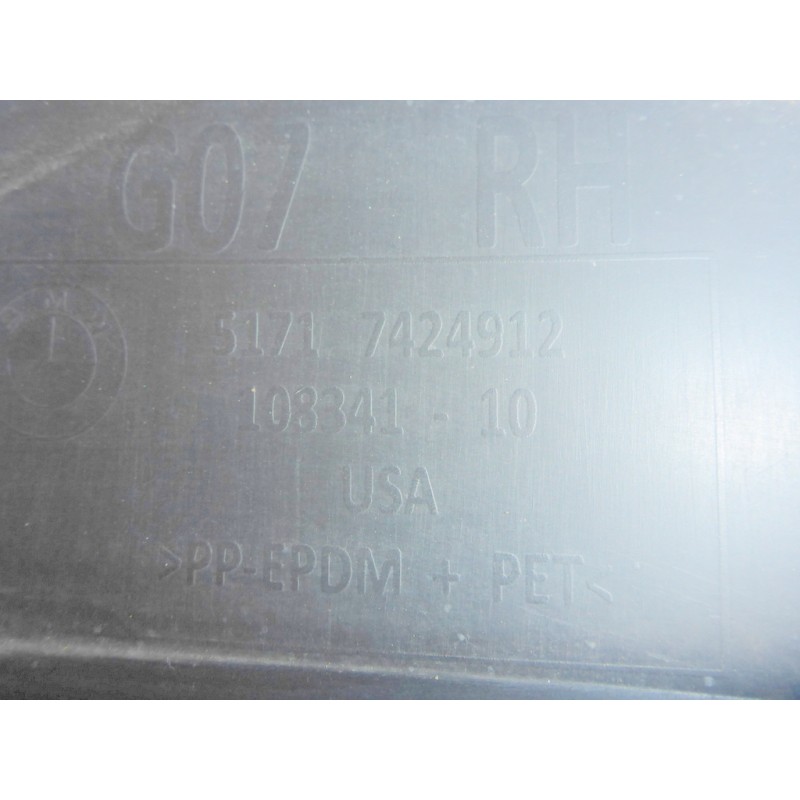 G07 RH
5171 7424912
108341 - 10
USA
>PP-EPDM + PET<